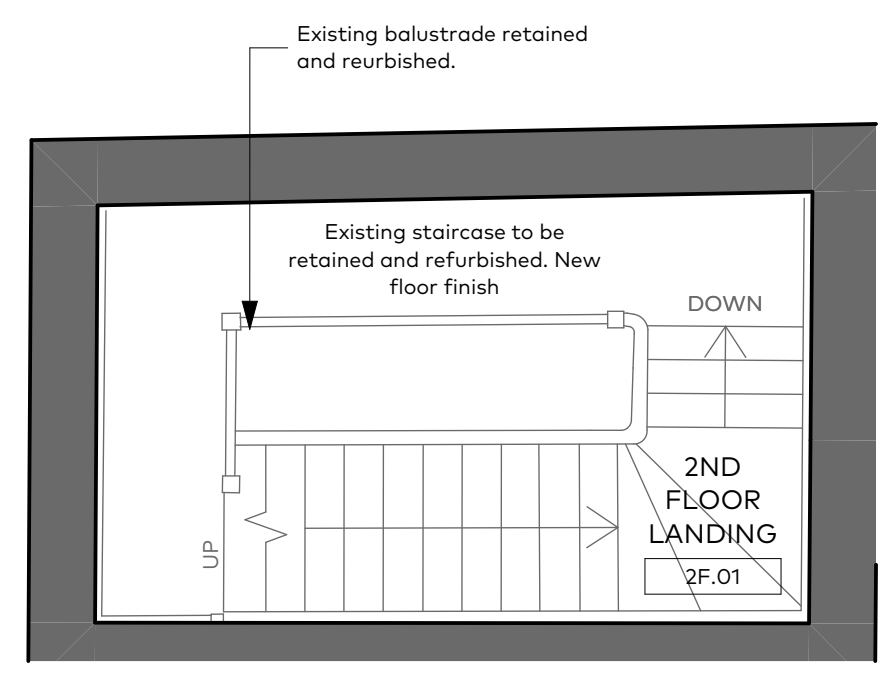 Existing balustrade retained
and reurbished.
Existing staircase to be
retained and refurbished. New
floor finish
DOWN
2ND
FLOOR
LANDING
2F.01
UP